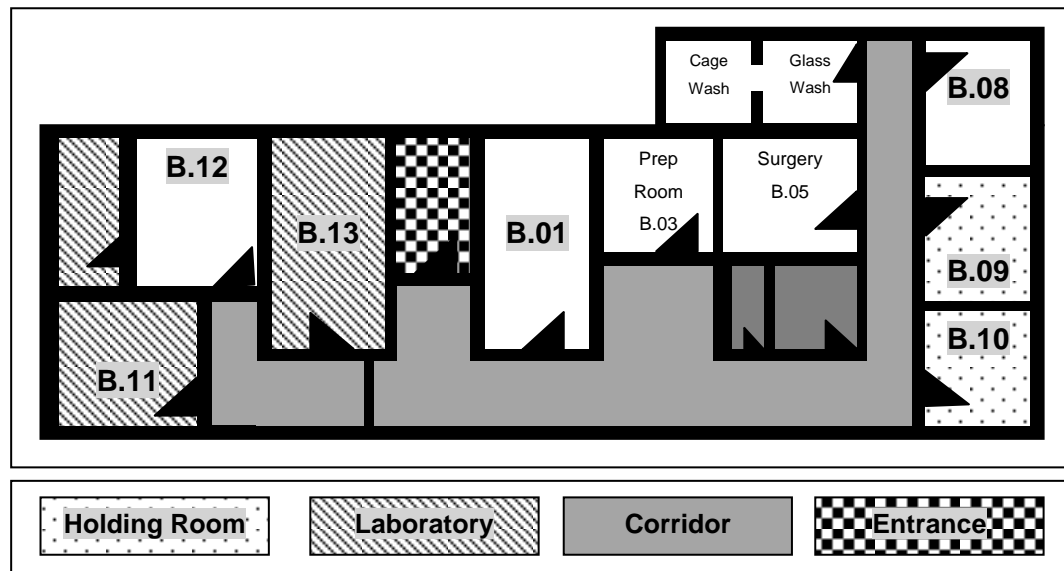 Cage
Wash
Glass
Wash
B.08
B.12
Prep
Room
B.03
Surgery
B.05
B.13
B.01
B.09
B.10
B.11
Holding Room
Laboratory
Corridor
Entrance